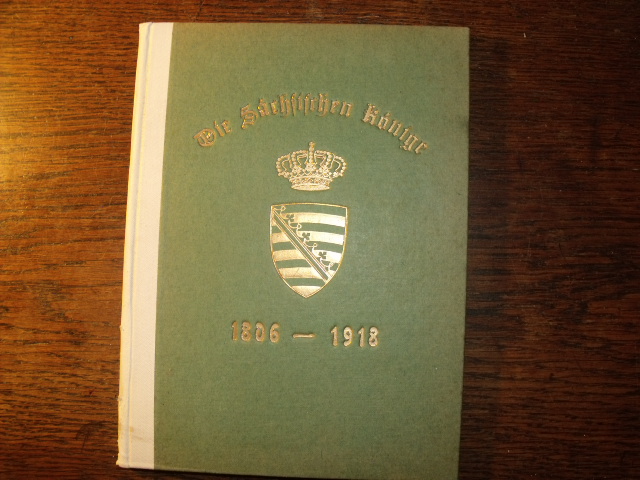 Die Sächsischen Könige
1806 — 1918